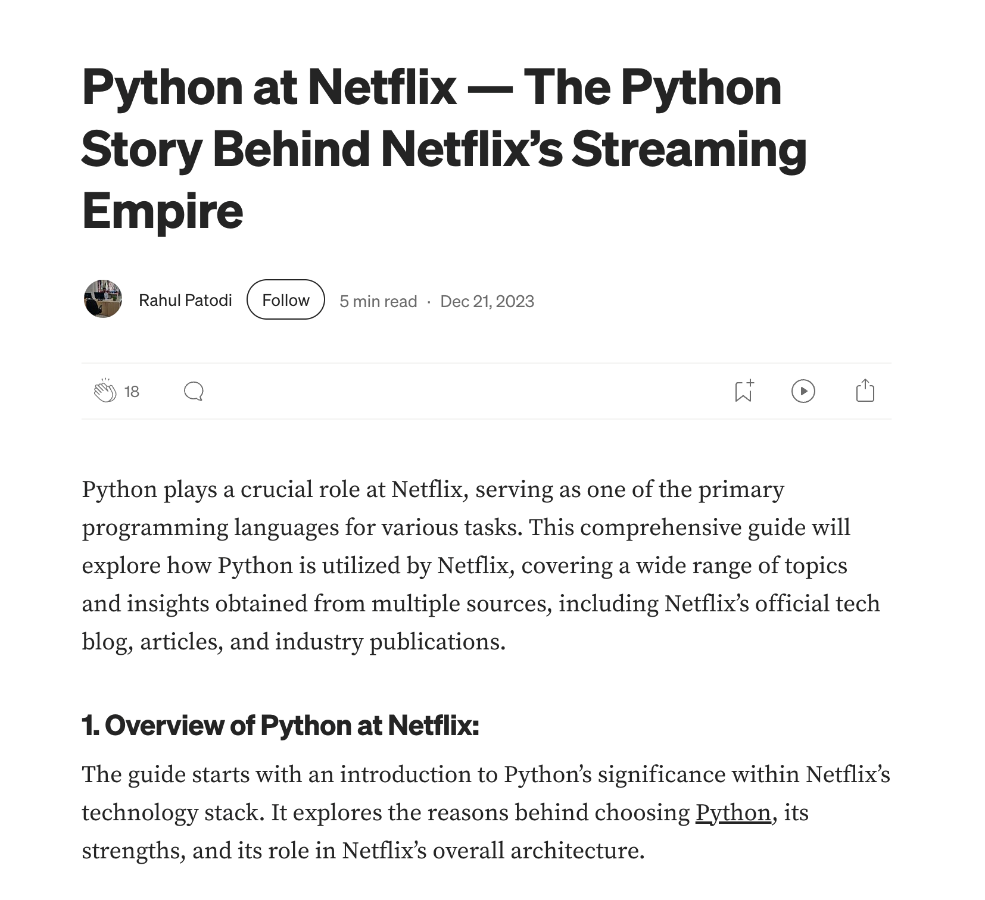 Python at Netflix — The Python
Story Behind Netflix’s Streaming
Empire
Rahul Patodi Follow 5 min read · Dec 21, 2023
18
Python plays a crucial role at Netflix, serving as one of the primary
programming languages for various tasks. This comprehensive guide will
explore how Python is utilized by Netflix, covering a wide range of topics
and insights obtained from multiple sources, including Netflix’s official tech
blog, articles, and industry publications.
1. Overview of Python at Netflix:
The guide starts with an introduction to Python’s significance within Netflix’s
technology stack. It explores the reasons behind choosing Python, its
strengths, and its role in Netflix’s overall architecture.